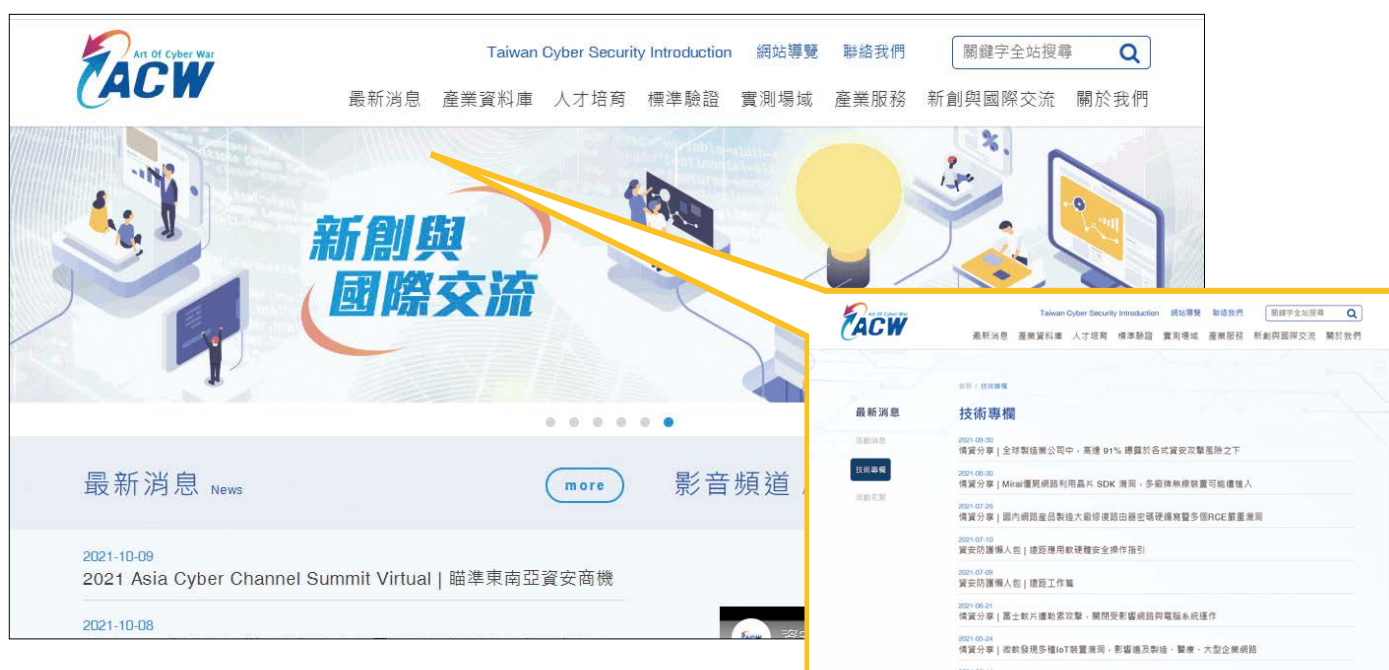 Art Of Cyber War
ACW
Taiwan Cyber Security Introduction 網站導覽 聯絡我們 關鍵字全站搜尋
最新消息 產業資料庫 人才培育 標準驗證 實測場域 產業服務 新創與國際交流 關於我們
新創與
國際交流
最新消息 News more 影音頻道
2021-10-09
2021 Asia Cyber Channel Summit Virtual | 瞄準東南亞資安商機
2021-10-08
Art Of Cyber War
ACW
Taiwan Cyber Security Introduction 網站導覽 聯絡我們 關鍵字全站搜尋
最新消息 產業資料庫 人才培育 標準驗證 實測場域 產業服務 新創與國際交流 關於我們
首頁 / 技術專欄
最新消息
活動消息
技術專欄
活動花絮
技術專欄
2021-09-30
情資分享 | 全球製造業公司中，高達 91% 曝露於各式資安攻擊風險之下
2021-08-30
情資分享 | Mirai僵屍網路利用晶片 SDK 漏洞，多廠牌無線裝置可能遭植入
2021-07-26
情資分享 | 國內網路產品製造大廠修復路由器密碼硬編寫暨多個RCE嚴重漏洞
2021-07-10
資安防護懶人包 | 遠距應用軟硬體安全操作指引
2021-07-09
資安防護懶人包 | 遠距工作篇
2021-06-21
情資分享 | 富士軟片遭勒索攻擊，關閉受影響網路與電腦系統運作
2021-05-24
情資分享 | 微軟發現多種IoT裝置漏洞，影響遍及製造、醫療、大型企業網路